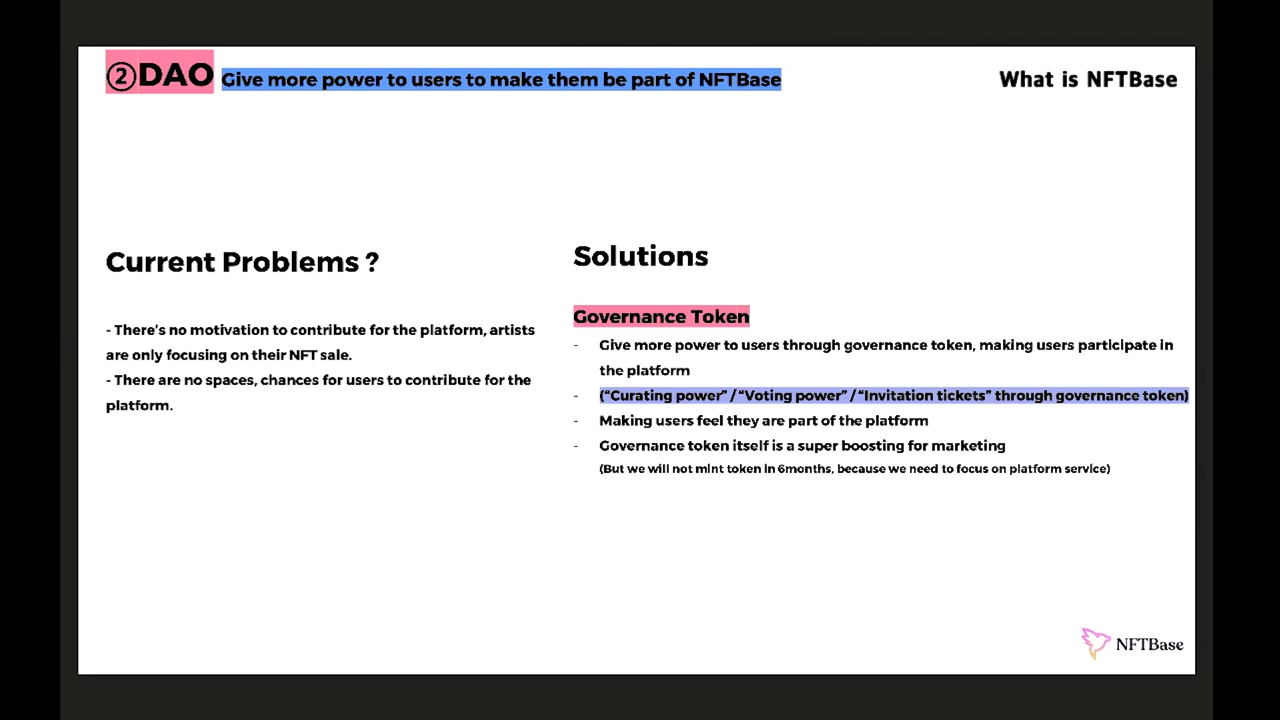 ②DAO Give more power to users to make them be part of NFTBase
What is NFTBase
Current Problems ?
- There's no motivation to contribute for the platform, artists
are only focusing on their NFT sale.
- There are no spaces, chances for users to contribute for the
platform.
Solutions
Governance Token
- Give more power to users through governance token, making users participate in
the platform
- ("Curating power" / "Voting power" / "Invitation tickets" through governance token)
- Making users feel they are part of the platform
- Governance token itself is a super boosting for marketing
(But we will not mint token in 6months, because we need to focus on platform service)
NFTBase